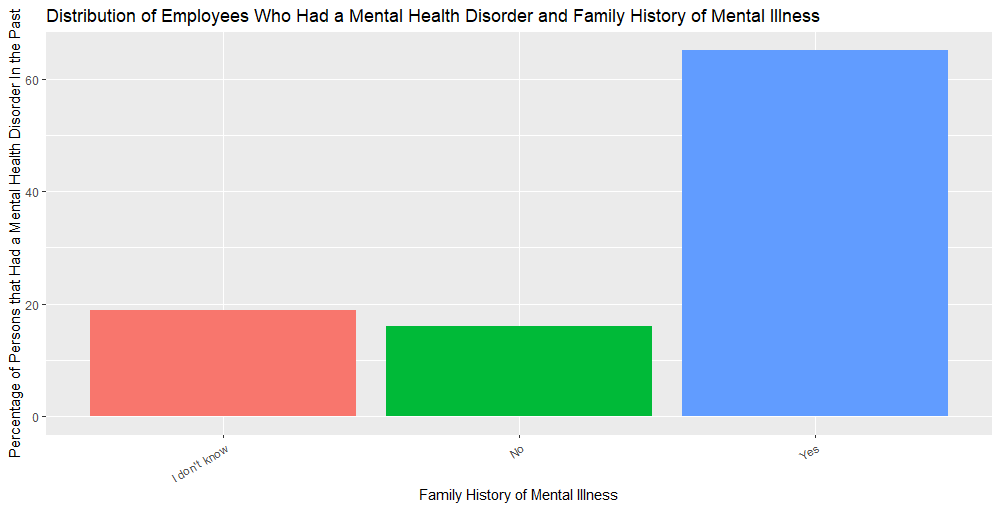 Distribution of Employees Who Had a Mental Health Disorder and Family History of Mental Illness
Percentage of Persons that Had a Mental Health Disorder In the Past
60
40
20
0
I don't know
No
Yes
Family History of Mental Illness